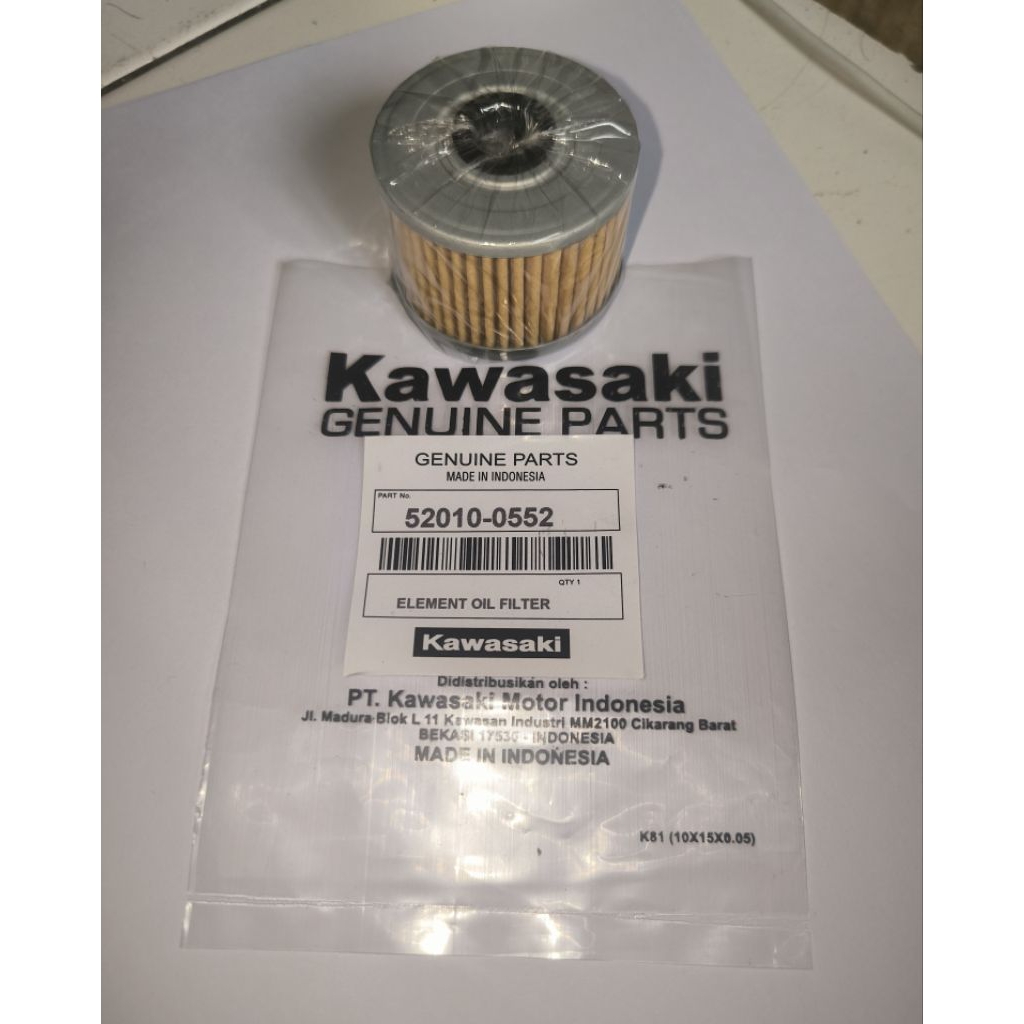 Kawasaki
GENUINE PARTS
GENUINE PARTS
MADE IN INDONESIA
PART No.
52010-0552
QTY 1
ELEMENT OIL FILTER
Kawasaki
Didistribusikan oleh :
PT. Kawasaki Motor Indonesia
Jl. Madura Blok L 11 Kawasan Industri MM2100 Cikarang Barat
BEKASI 17530 - INDONESIA
MADE IN INDONESIA
K81 (10X15X0.05)